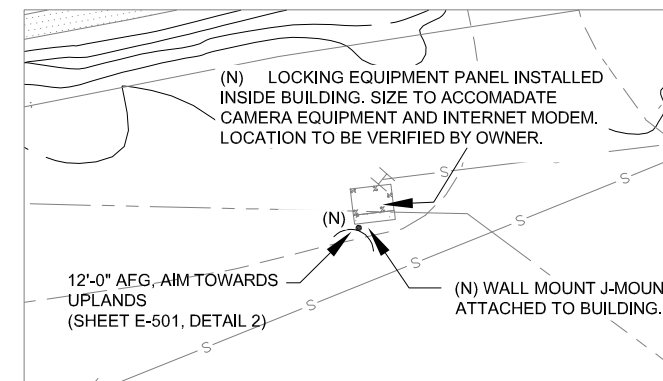 (N) LOCKING EQUIPMENT PANEL INSTALLED
INSIDE BUILDING. SIZE TO ACCOMADATE
CAMERA EQUIPMENT AND INTERNET MODEM.
LOCATION TO BE VERIFIED BY OWNER.
S
S
(N)
S
S
12'-0" AFG, AIM TOWARDS
UPLANDS
(SHEET E-501, DETAIL 2)
(N) WALL MOUNT J-MOUN
ATTACHED TO BUILDING.
S
S